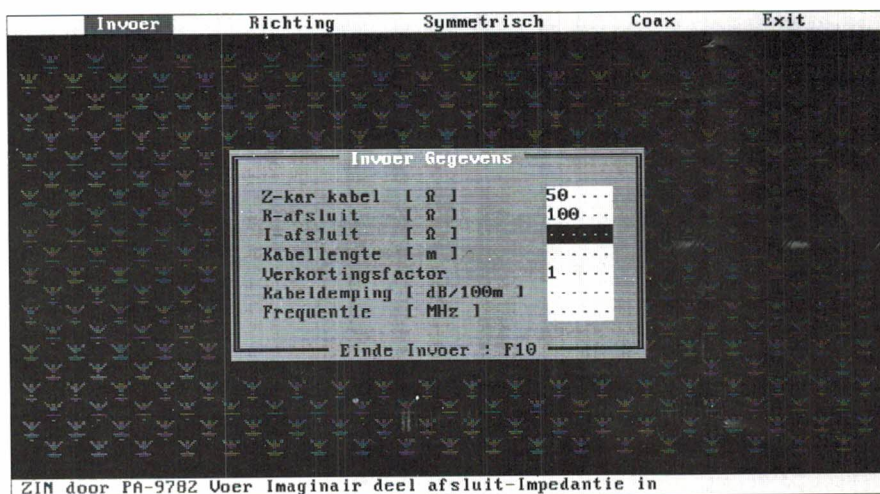 Invoer Richting Symmetrisch Coax Exit
Invoer Gegevens
Z-kar kabel [ Ω ] 50····
R-afsluit [ Ω ] 100···
I-afsluit [ Ω ] ······
Kabellengte [ m ] ······
Verkortingsfactor 1·····
Kabeldemping [ dB/100m ] ······
Frequentie [ MHz ] ······
Einde Invoer : F10
ZIN door PA-9782 Voer Imaginair deel afsluit-Impedantie in